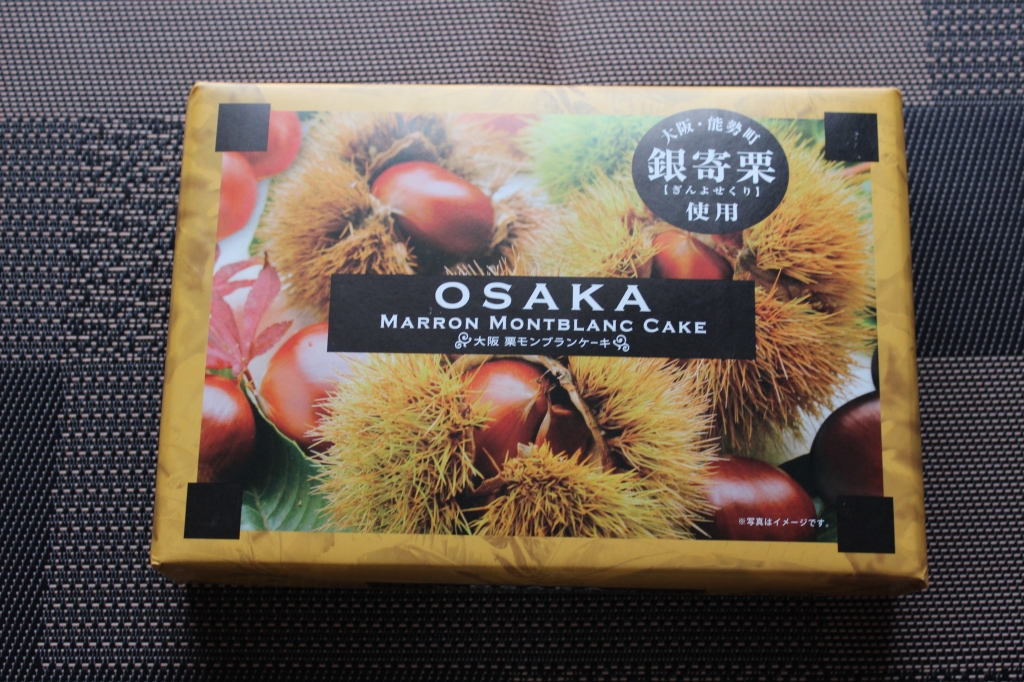 大阪・能勢町
銀寄栗
【ぎんよせくり】
使用
OSAKA
MARRON MONTBLANC CAKE
大阪 栗モンブランケーキ
※写真はイメージです。